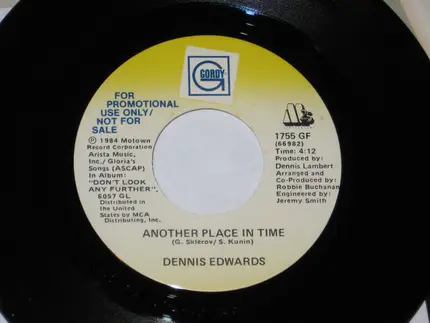 GORDY
G
FOR
PROMOTIONAL
USE ONLY/
NOT FOR
SALE
℗ 1984 Motown
Record Corporation
Arista Music,
Inc./ Gloria's
Songs (ASCAP)
In Album:
"DON'T LOOK
ANY FURTHER".
6057 GL
Distributed in
the United
States by MCA
Distributing, Inc.
M
1755 GF
(66982)
Time: 4:12
Produced by:
Dennis Lambert
Arranged and
Co-Produced by:
Robbie Buchanan
Engineered by:
Jeremy Smith
ANOTHER PLACE IN TIME
(G. Sklerov/ S. Kunin)
DENNIS EDWARDS